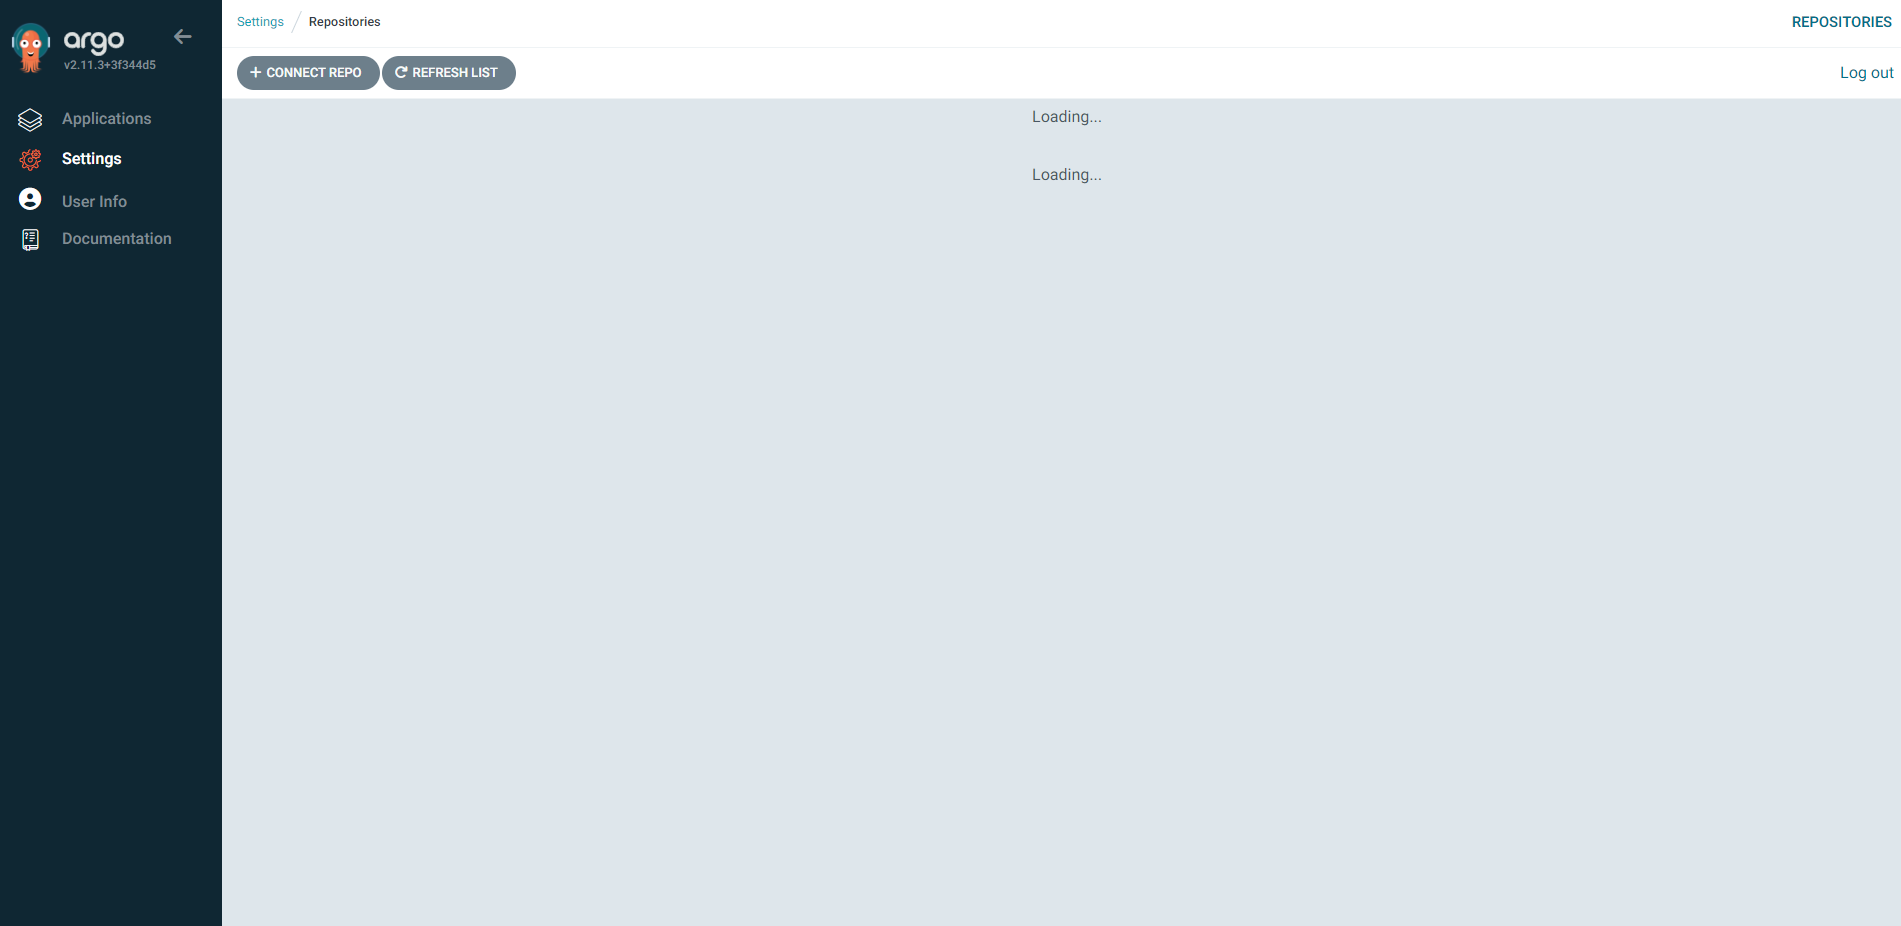 argo
v2.11.3+3f344d5
Applications
Settings
User Info
Documentation
Settings / Repositories
REPOSITORIES
CONNECT REPO
REFRESH LIST
Log out
Loading...
Loading...